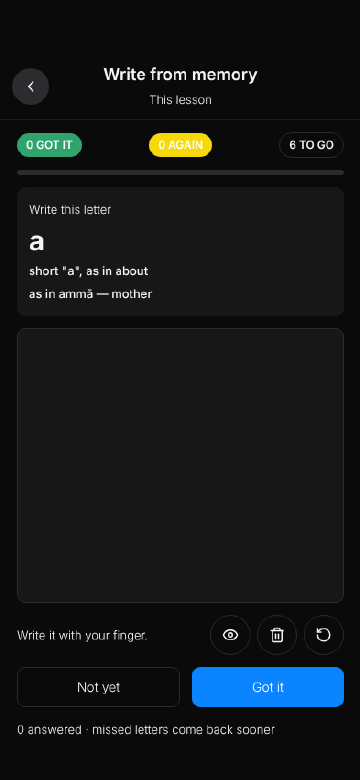 Write from memory
This lesson
0 GOT IT
0 AGAIN
6 TO GO
Write this letter
a
short "a", as in about
as in ammā — mother
Write it with your finger.
Not yet
Got it
0 answered · missed letters come back sooner